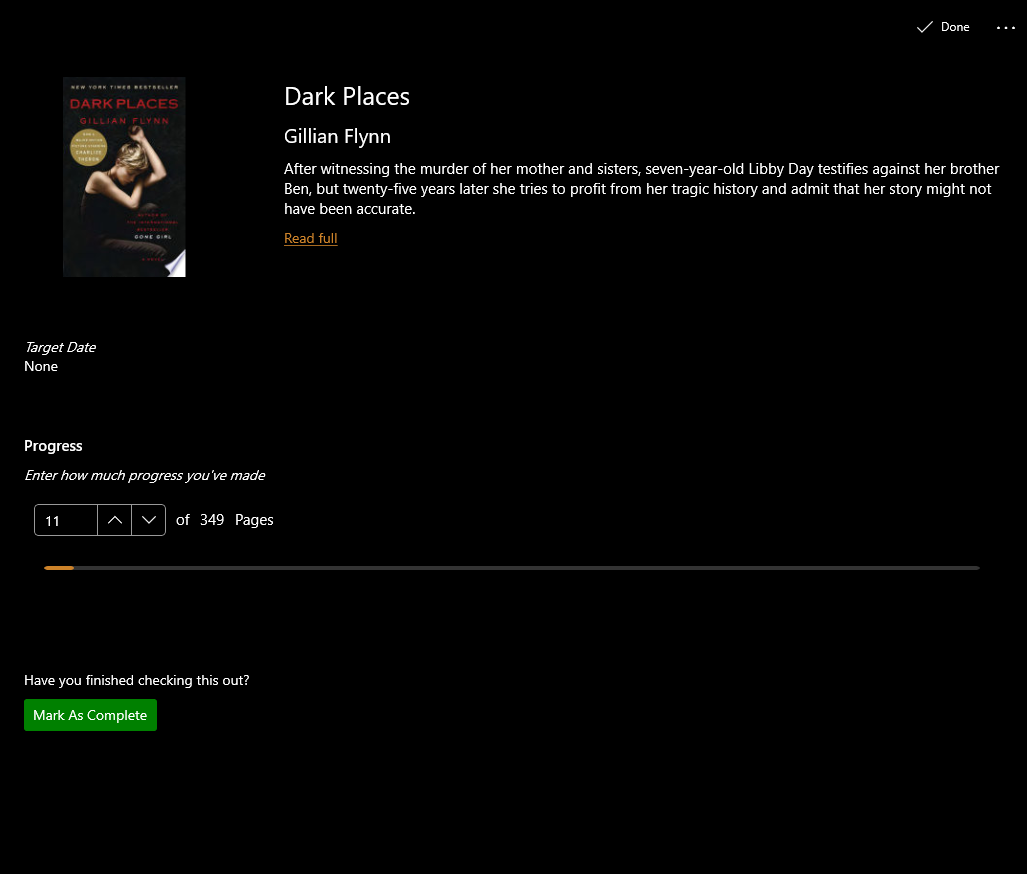 Done
NEW YORK TIMES BESTSELLER
DARK PLACES
GILLIAN FLYNN
CHARLIZE
THERON
AUTHOR OF
THE INTERNATIONAL
BESTSELLER
GONE GIRL
A NOVEL
Dark Places
Gillian Flynn
After witnessing the murder of her mother and sisters, seven-year-old Libby Day testifies against her brother
Ben, but twenty-five years later she tries to profit from her tragic history and admit that her story might not
have been accurate.
Read full
Target Date
None
Progress
Enter how much progress you've made
11 of 349 Pages
Have you finished checking this out?
Mark As Complete